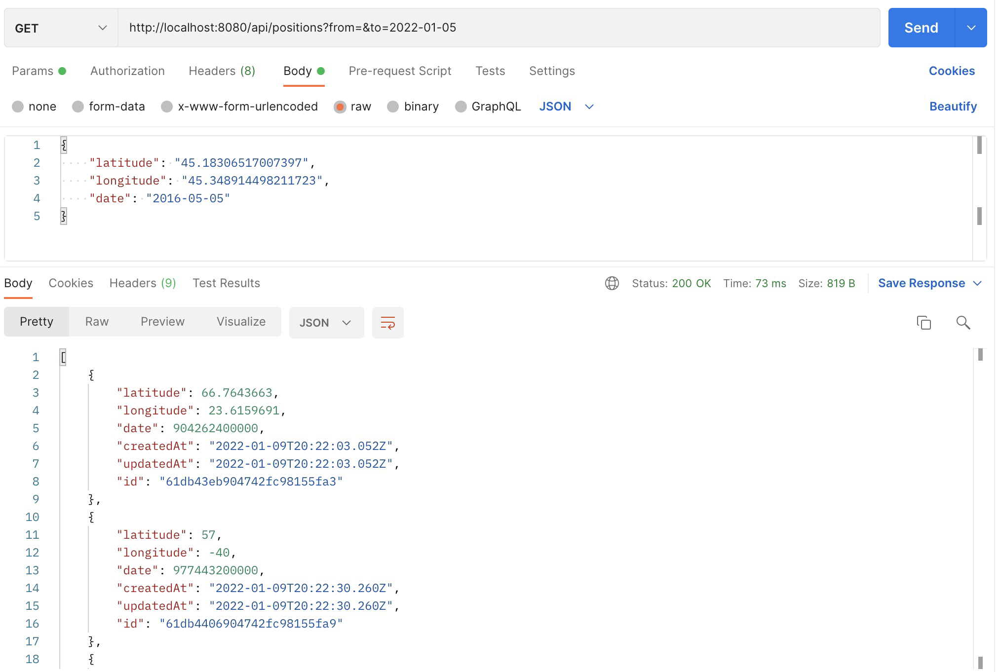 GET http://localhost:8080/api/positions?from=&to=2022-01-05 Send
Params Authorization Headers (8) Body Pre-request Script Tests Settings Cookies
none form-data x-www-form-urlencoded raw binary GraphQL JSON Beautify
1 {
2 "latitude": "45.18306517007397",
3 "longitude": "45.348914498211723",
4 "date": "2016-05-05"
5 }
Body Cookies Headers (9) Test Results Status: 200 OK Time: 73 ms Size: 819 B Save Response
Pretty Raw Preview Visualize JSON
1 [
2 {
3 "latitude": 66.7643663,
4 "longitude": 23.6159691,
5 "date": 904262400000,
6 "createdAt": "2022-01-09T20:22:03.052Z",
7 "updatedAt": "2022-01-09T20:22:03.052Z",
8 "id": "61db43eb904742fc98155fa3"
9 },
10 {
11 "latitude": 57,
12 "longitude": -40,
13 "date": 977443200000,
14 "createdAt": "2022-01-09T20:22:30.260Z",
15 "updatedAt": "2022-01-09T20:22:30.260Z",
16 "id": "61db4406904742fc98155fa9"
17 },
18 {